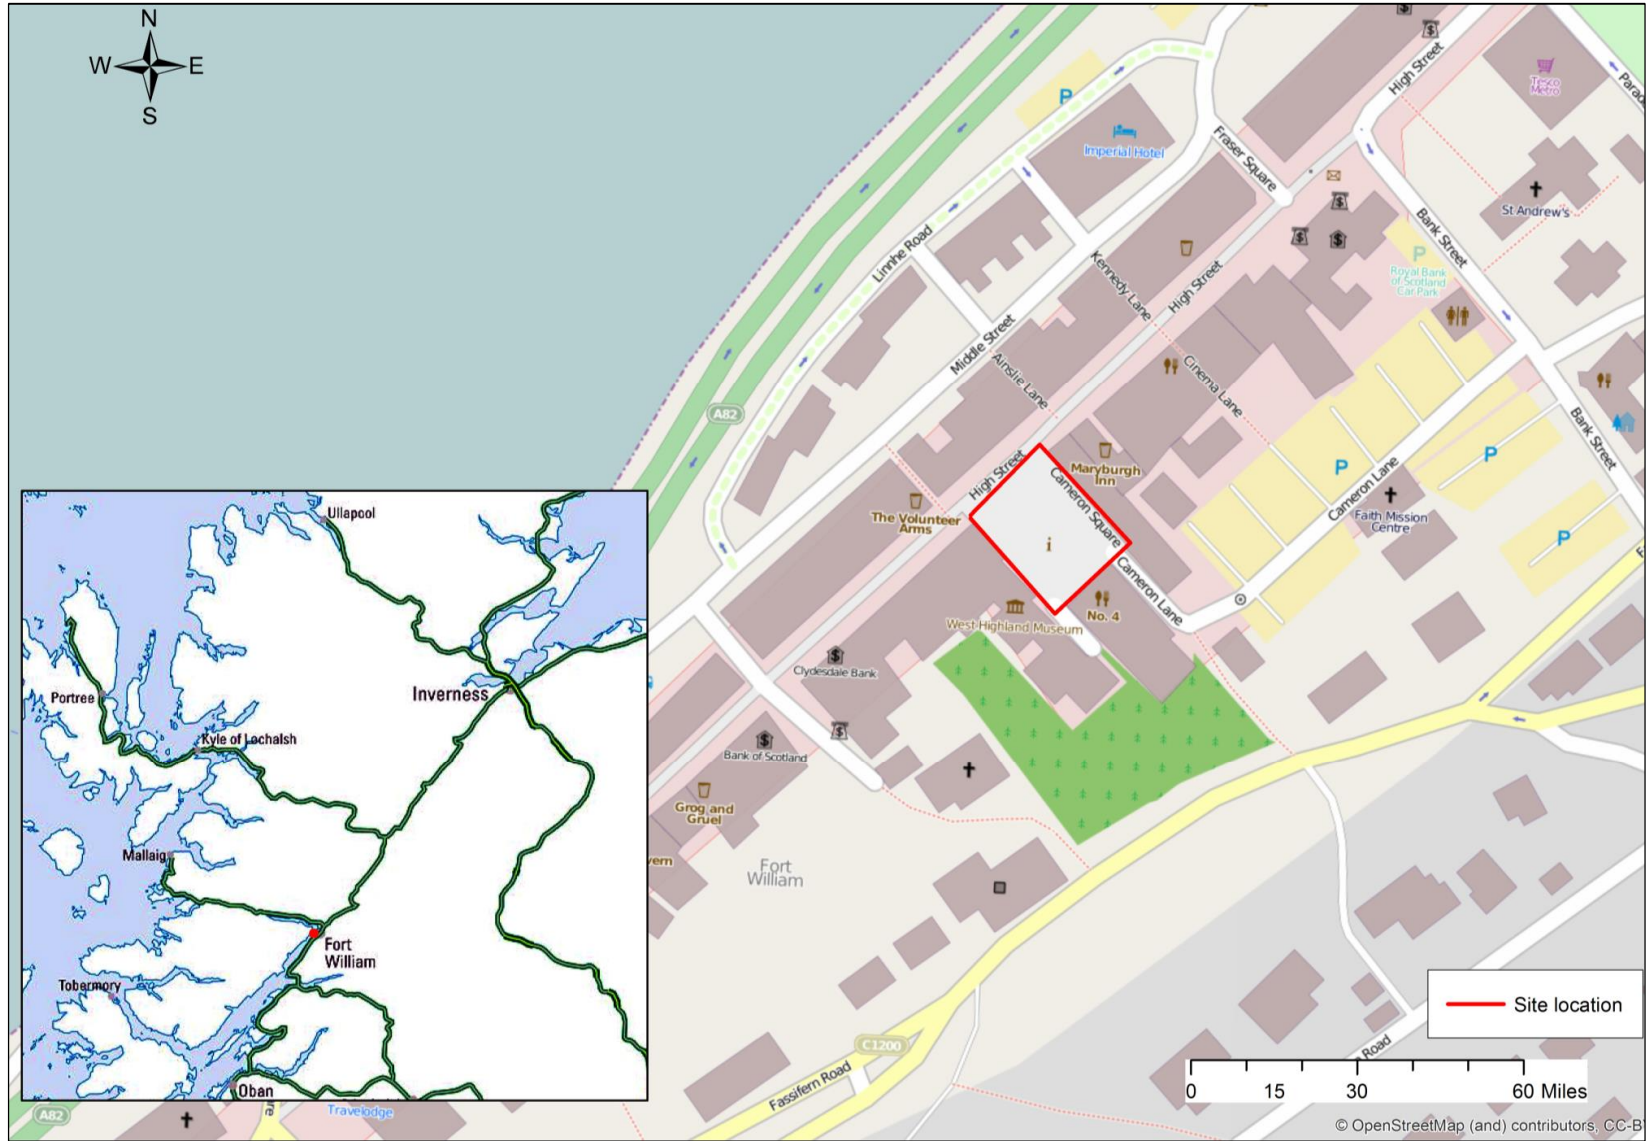 N
W E
S
High Street
Tesco
Metro
Imperial Hotel
Fraser Square
St Andrew's
Bank Street
Linnhe Road
Kennedy Lane
High Street
Royal Bank
of Scotland
Car Park
Middle Street
Ainslie Lane
Cinema Lane
A82
Bank Street
High Street
Cameron Square
Maryburgh
Inn
The Volunteer
Arms
i
Cameron Lane
Faith Mission
Centre
P
P
P
P
P
Cameron Lane
No. 4
West Highland Museum
Clydesdale Bank
Bank of Scotland
Grog and
Gruel
Fort
William
C1200
Fassifern Road
Road
A82
Travelodge
Ullapool
Inverness
Portree
Kyle of Lochalsh
Mallaig
Fort
William
Tobermory
Oban
Site location
0 15 30 60 Miles
© OpenStreetMap (and) contributors, CC-B